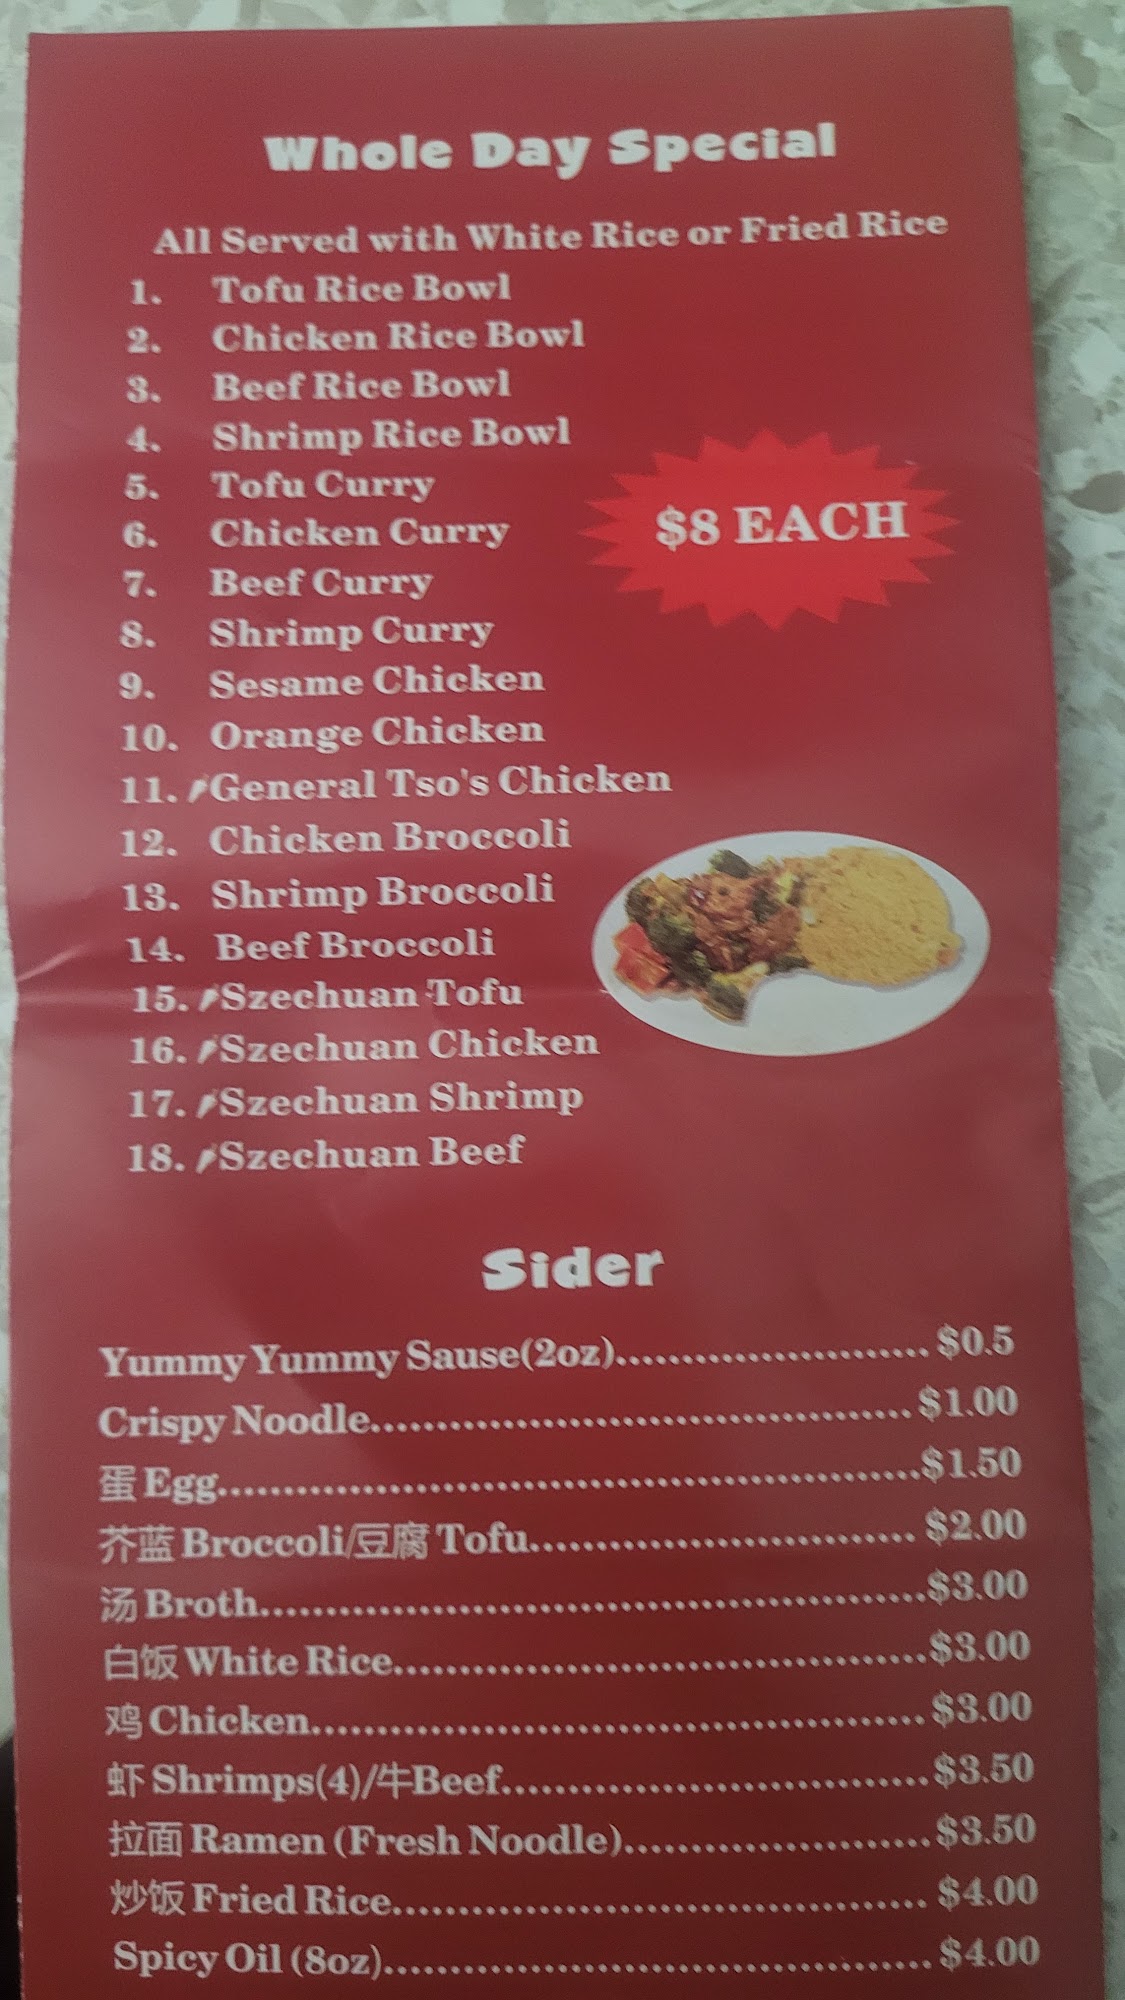 Whole Day Special
All Served with White Rice or Fried Rice
1. Tofu Rice Bowl
2. Chicken Rice Bowl
3. Beef Rice Bowl
4. Shrimp Rice Bowl
5. Tofu Curry
6. Chicken Curry
7. Beef Curry
8. Shrimp Curry
9. Sesame Chicken
10. Orange Chicken
11. General Tso's Chicken
12. Chicken Broccoli
13. Shrimp Broccoli
14. Beef Broccoli
15. Szechuan Tofu
16. Szechuan Chicken
17. Szechuan Shrimp
18. Szechuan Beef
$8 EACH
Sider
Yummy Yummy Sause(2oz)........................ $0.5
Crispy Noodle......................................... $1.00
蛋 Egg......................................................$1.50
芥蓝 Broccoli/豆腐 Tofu.............................. $2.00
汤 Broth...................................................$3.00
白饭 White Rice.........................................$3.00
鸡 Chicken............................................... $3.00
虾 Shrimps(4)/牛Beef.................................$3.50
拉面 Ramen (Fresh Noodle)........................$3.50
炒饭 Fried Rice......................................... $4.00
Spicy Oil (8oz).......................................... $4.00